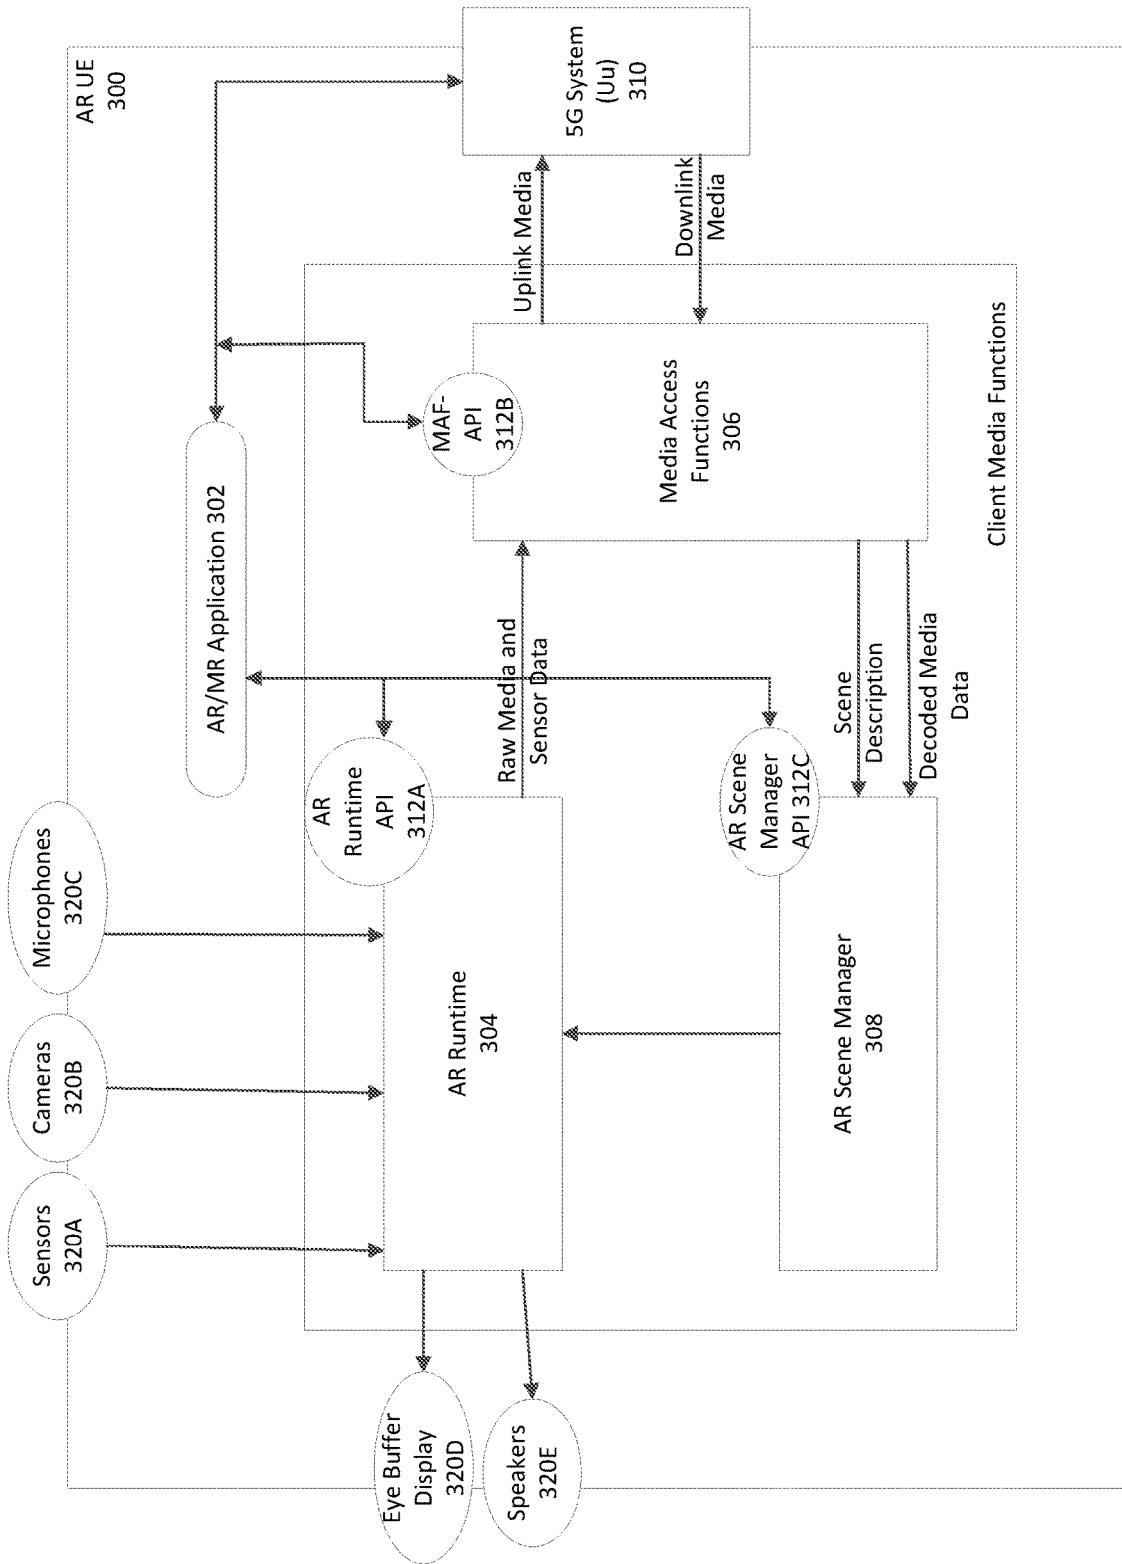 AR UE
300
Sensors
320A
Cameras
320B
Microphones
320C
AR/MR Application 302
5G System
(Uu)
310
Eye Buffer
Display
320D
Speakers
320E
AR
Runtime
API
312A
AR Runtime
304
Raw Media and
Sensor Data
MAF-
API
312B
Media Access
Functions
306
Uplink Media
Downlink
Media
AR Scene
Manager
API 312C
AR Scene Manager
308
Scene
Description
Decoded Media
Data
Client Media Functions